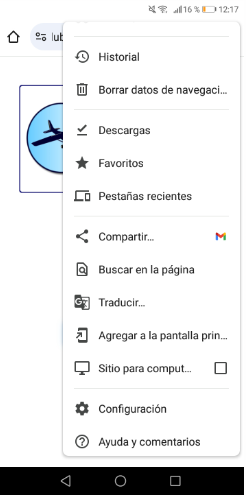 16 % 12:17
lub
Historial
Borrar datos de navegaci...
Descargas
Favoritos
Pestañas recientes
Compartir...
Buscar en la página
Traducir...
Agregar a la pantalla prin...
Sitio para comput...
Configuración
Ayuda y comentarios